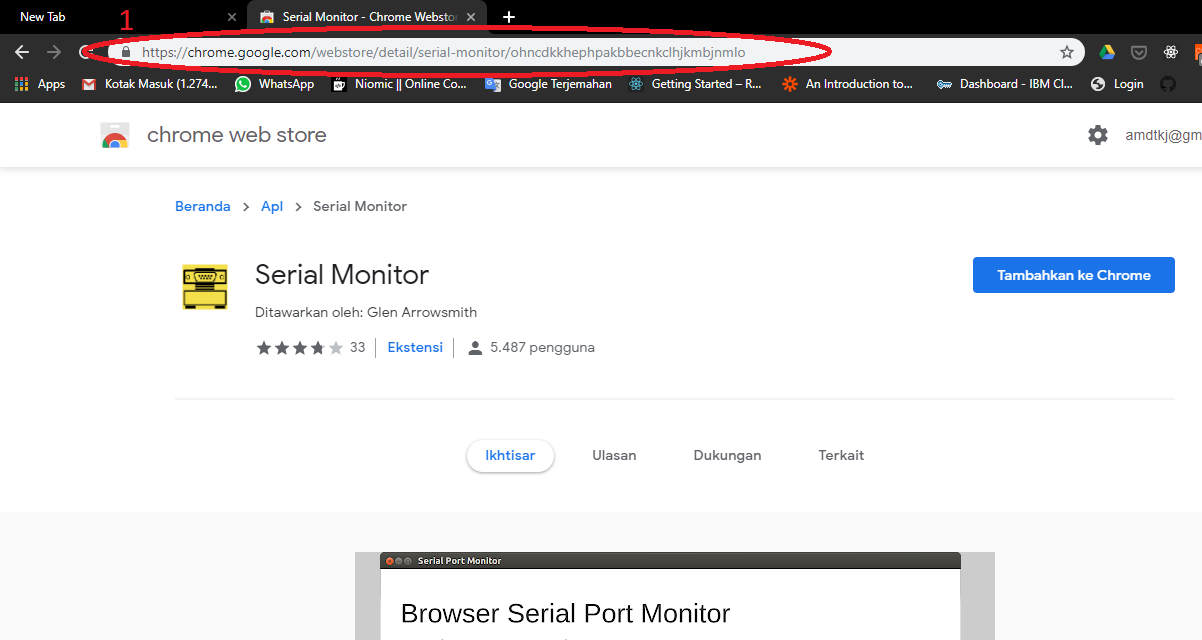 New Tab
1
Serial Monitor - Chrome Websto
https://chrome.google.com/webstore/detail/serial-monitor/ohncdkkhephpakbbecnkclhjkmbjnmlo
Apps
Kotak Masuk (1.274...
WhatsApp
Niomic || Online Co...
Google Terjemahan
Getting Started – R...
An Introduction to...
Dashboard - IBM Cl...
Login
chrome web store
amdtkj@gm
Beranda > Apl > Serial Monitor
Serial Monitor
Tambahkan ke Chrome
Ditawarkan oleh: Glen Arrowsmith
33
Ekstensi
5.487 pengguna
Ikhtisar
Ulasan
Dukungan
Terkait
Serial Port Monitor
Browser Serial Port Monitor